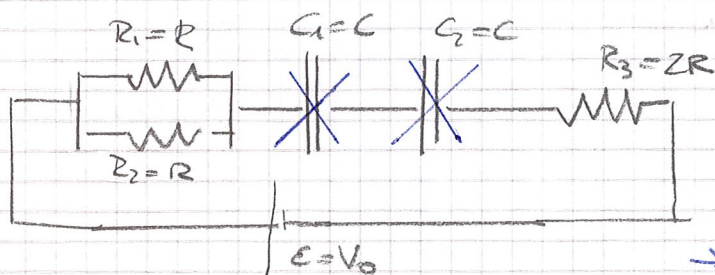 R₁=R
C₁=C
C₂=C
R₃=2R
R₂=R
ε=V₀